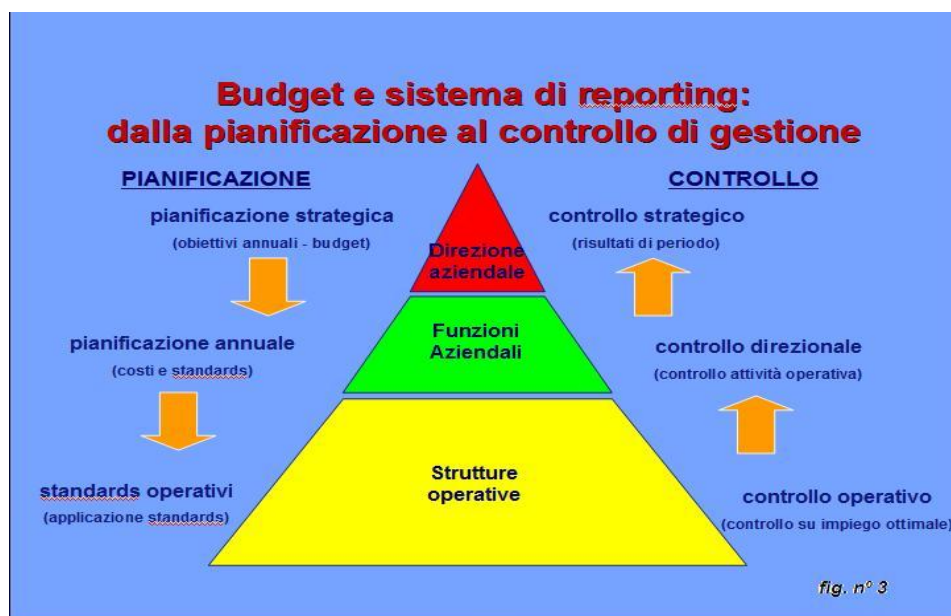 Budget e sistema di reporting:
dalla pianificazione al controllo di gestione
PIANIFICAZIONE
CONTROLLO
pianificazione strategica
(obiettivi annuali - budget)
controllo strategico
(risultati di periodo)
Direzione
aziendale
Funzioni
Aziendali
pianificazione annuale
(costi e standards)
controllo direzionale
(controllo attività operativa)
Strutture
operative
standards operativi
(applicazione standards)
controllo operativo
(controllo su impiego ottimale)
fig. nº 3